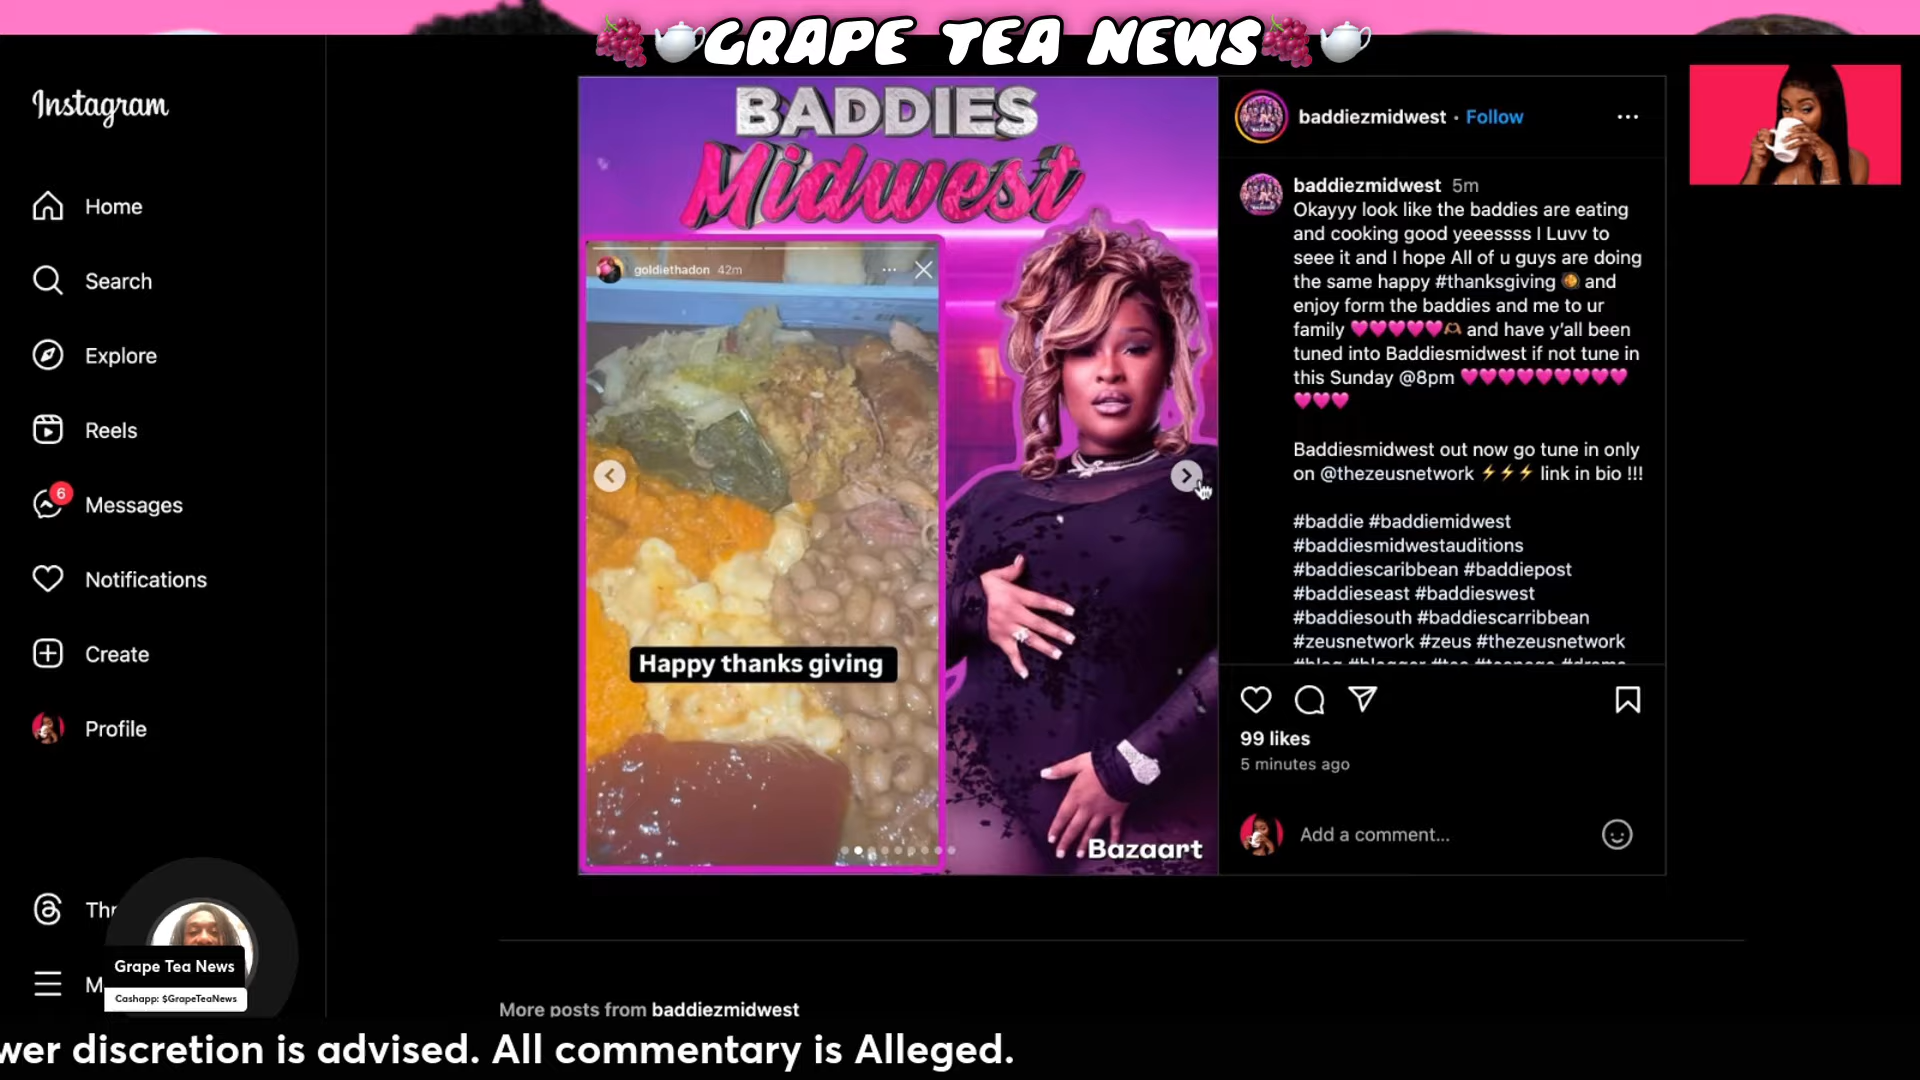 GRAPE TEA NEWS
Instagram
Home
Search
Explore
Reels
6
Messages
Notifications
Create
Profile
Thr
M
Grape Tea News
Cashapp: $GrapeTeaNews
BADDIES
Midwest
goldiethadon 42m
Happy thanks giving
Bazaart
baddiezmidwest • Follow
baddiezmidwest 5m
Okayyy look like the baddies are eating
and cooking good yeeessss I Luvv to
seee it and I hope All of u guys are doing
the same happy #thanksgiving 🥘 and
enjoy form the baddies and me to ur
family 💗💗💗💗💗🫶🏽 and have y'all been
tuned into Baddiesmidwest if not tune in
this Sunday @8pm 💗💗💗💗💗💗💗💗💗
💗💗💗
Baddiesmidwest out now go tune in only
on @thezeusnetwork ⚡⚡⚡ link in bio !!!
#baddie #baddiemidwest
#baddiesmidwestauditions
#baddiescaribbean #baddiepost
#baddieseast #baddieswest
#baddiesouth #baddiescarribbean
#zeusnetwork #zeus #thezeusnetwork
#blog #blogger #tea #teapage #drama
99 likes
5 minutes ago
Add a comment...
More posts from baddiezmidwest
wer discretion is advised. All commentary is Alleged.